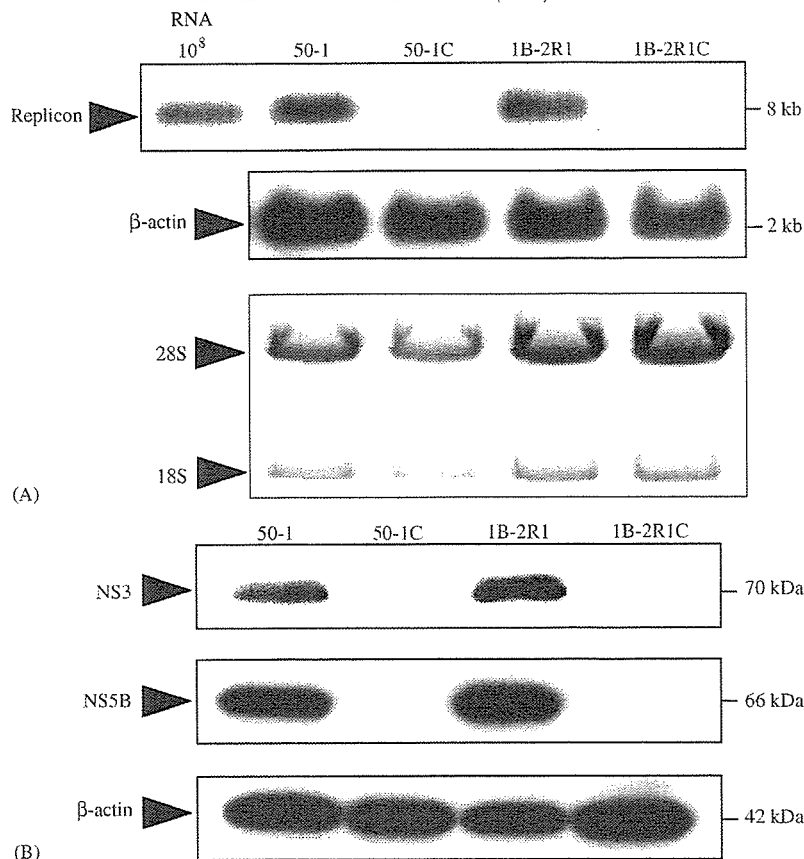 RNA
10⁸ 50-1 50-1C 1B-2R1 1B-2R1C
Replicon 8 kb
β-actin 2 kb
28S
18S
(A)
50-1 50-1C 1B-2R1 1B-2R1C
NS3 70 kDa
NS5B 66 kDa
β-actin 42 kDa
(B)